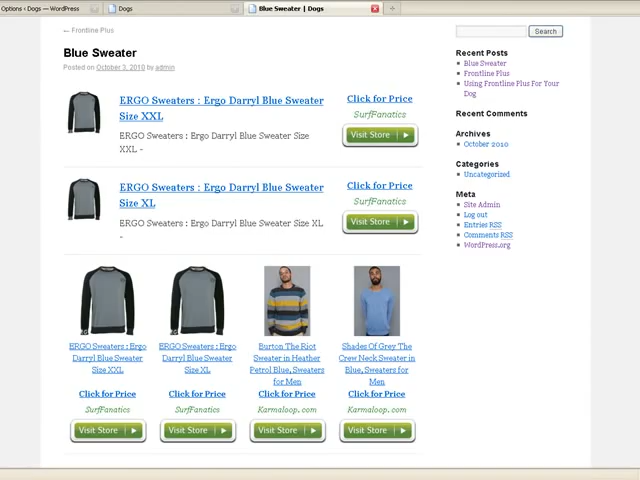 Options ‹ Dogs — WordPress
Dogs
Blue Sweater | Dogs
← Frontline Plus
Search
Blue Sweater
Posted on October 3, 2010 by admin
ERGO Sweaters : Ergo Darryl Blue Sweater
Size XXL
ERGO Sweaters : Ergo Darryl Blue Sweater Size
XXL -
Click for Price
SurfFanatics
Visit Store
ERGO Sweaters : Ergo Darryl Blue Sweater
Size XL
ERGO Sweaters : Ergo Darryl Blue Sweater Size XL
-
Click for Price
SurfFanatics
Visit Store
ERGO Sweaters : Ergo
Darryl Blue Sweater
Size XXL
Click for Price
SurfFanatics
Visit Store
ERGO Sweaters : Ergo
Darryl Blue Sweater
Size XL
Click for Price
SurfFanatics
Visit Store
Burton The Riot
Sweater in Heather
Petrol Blue, Sweaters
for Men
Click for Price
Karmaloop.com
Visit Store
Shades Of Grey The
Crew Neck Sweater in
Blue, Sweaters for
Men
Click for Price
Karmaloop.com
Visit Store
Recent Posts
Blue Sweater
Frontline Plus
Using Frontline Plus For Your
Dog
Recent Comments
Archives
October 2010
Categories
Uncategorized
Meta
Site Admin
Log out
Entries RSS
Comments RSS
WordPress.org